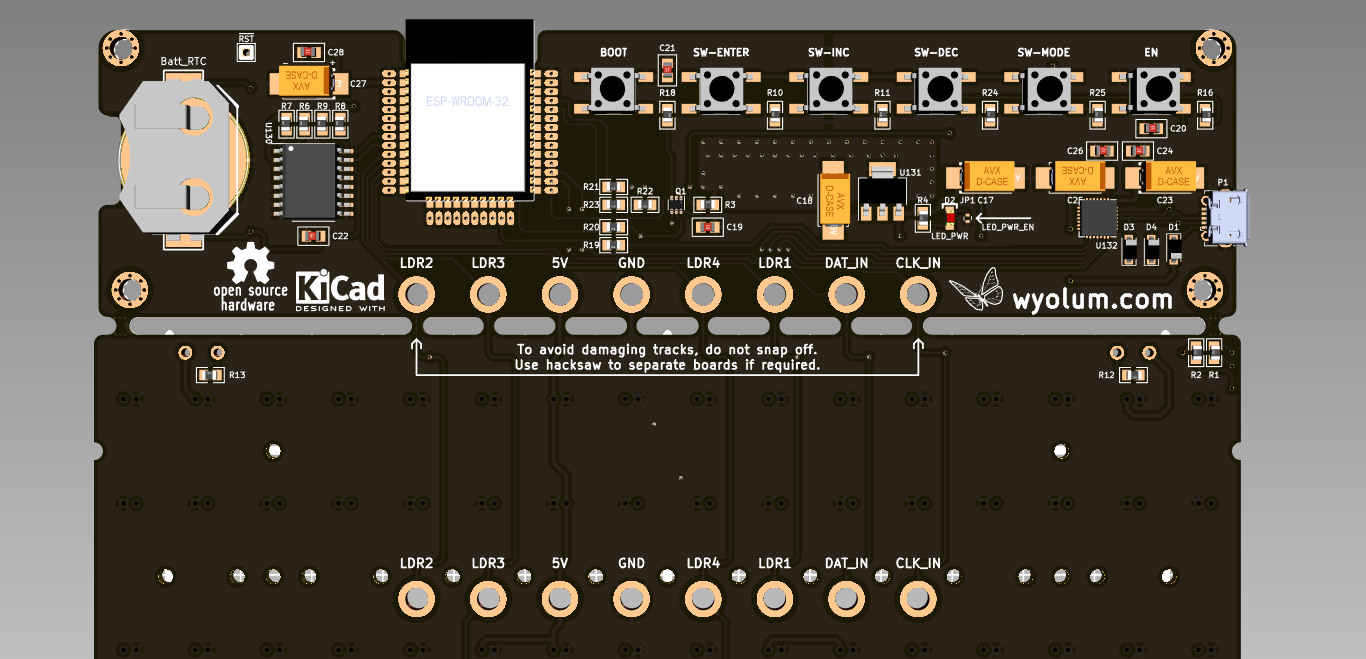 BOOT
C21
SW-ENTER
SW-INC
SW-DEC
SW-MODE
EN
RST
Batt_RTC
C28
AVX
D-CASE
C27
ESP-WROOM-32
R18
R10
R11
R24
R25
R16
R7 R6 R9 R8
U130
C20
C26
C24
AVX
D-CASE
AVX
D-CASE
AVX
D-CASE
AVX
D-CASE
U131
P1
R21
R22
Q1
R23
R3
C18
R4
D2
JP1
C17
C25
C23
R20
C19
R19
C22
LED_PWR
LED_PWR_EN
U132
D3
D4
D1
LDR2
LDR3
5V
GND
LDR4
LDR1
DAT_IN
CLK_IN
open source
hardware
KiCad
DESIGNED WITH
wyolum.com
To avoid damaging tracks, do not snap off.
Use hacksaw to separate boards if required.
R13
R12
R2
R1
LDR2
LDR3
5V
GND
LDR4
LDR1
DAT_IN
CLK_IN